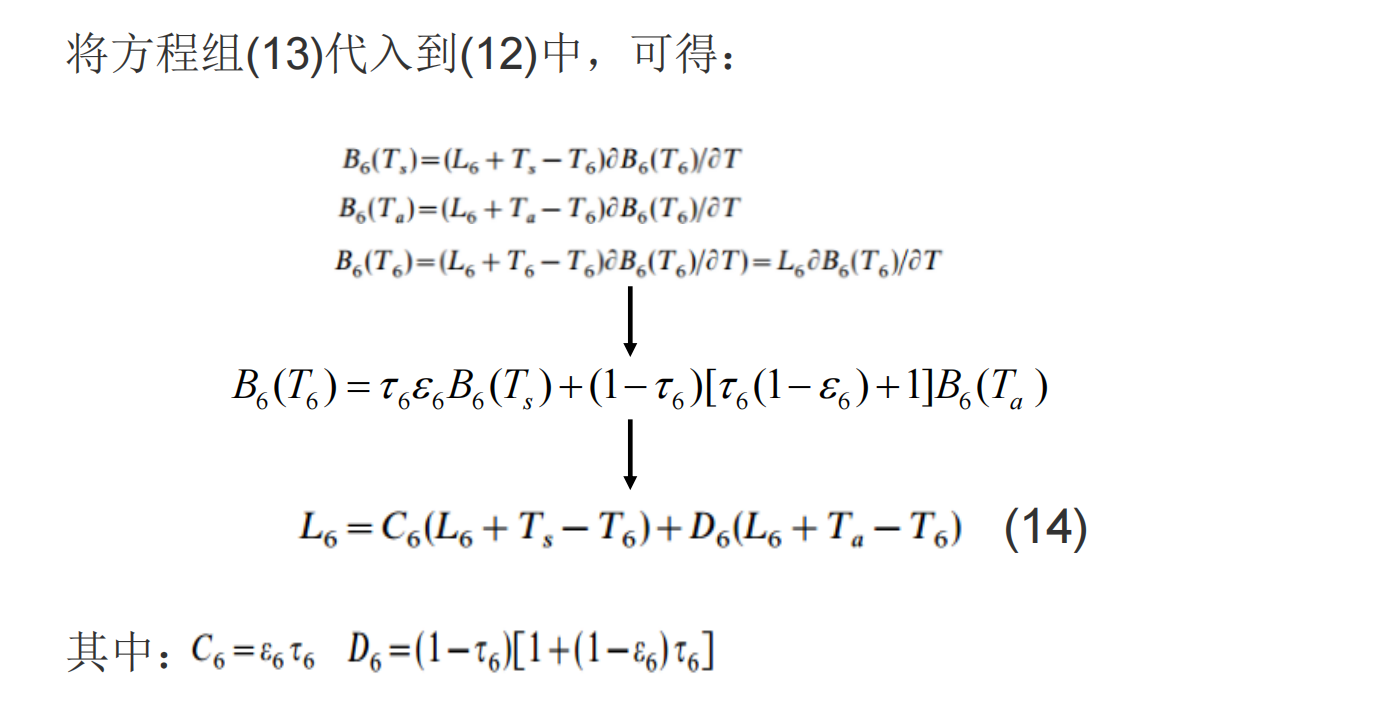 将方程组(13)代入到(12)中，可得：
B₆(Tₛ)=(L₆+Tₛ−T₆)∂B₆(T₆)/∂T
B₆(Tₐ)=(L₆+Tₐ−T₆)∂B₆(T₆)/∂T
B₆(T₆)=(L₆+T₆−T₆)∂B₆(T₆)/∂T)=L₆∂B₆(T₆)/∂T
B₆(T₆)=τ₆ε₆B₆(Tₛ)+(1−τ₆)[τ₆(1−ε₆)+1]B₆(Tₐ)
L₆=C₆(L₆+Tₛ−T₆)+D₆(L₆+Tₐ−T₆) (14)
其中：C₆=ε₆τ₆ D₆=(1−τ₆)[1+(1−ε₆)τ₆]